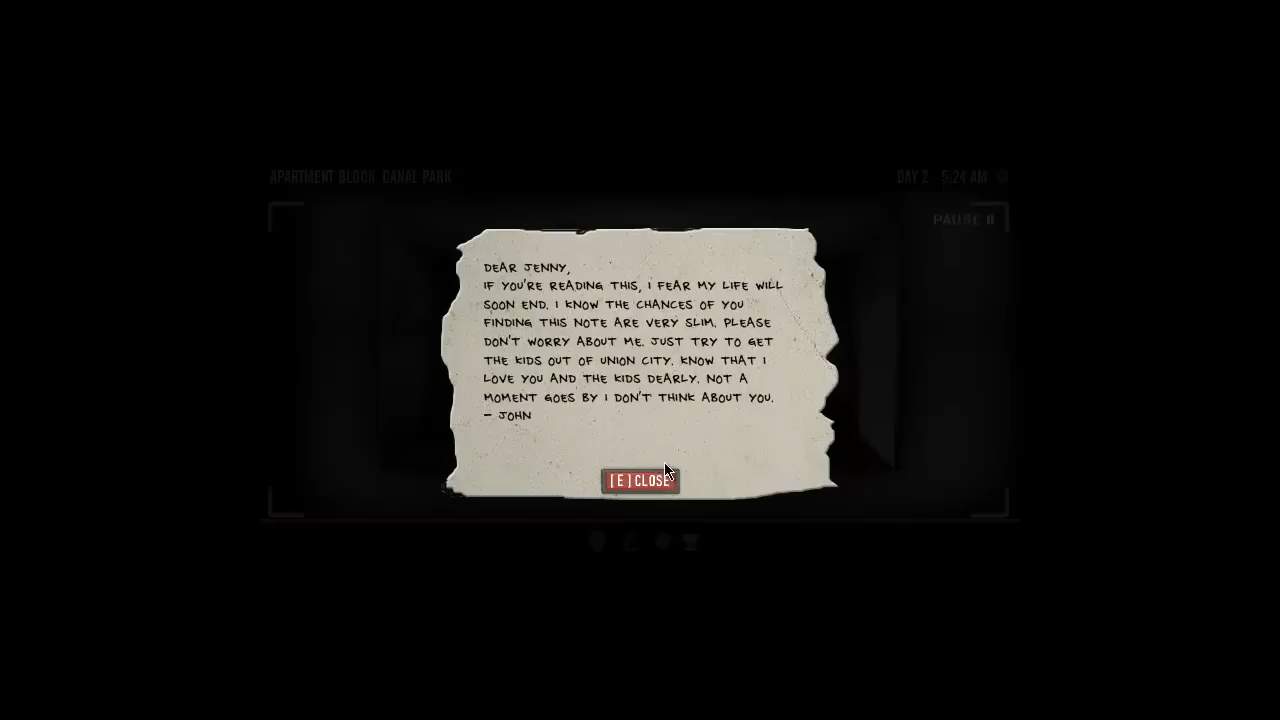 APARTMENT BLOCK CANAL PARK
DAY 2 5:24 AM
PAUSE
DEAR JENNY,
IF YOU'RE READING THIS, I FEAR MY LIFE WILL
SOON END. I KNOW THE CHANCES OF YOU
FINDING THIS NOTE ARE VERY SLIM. PLEASE
DON'T WORRY ABOUT ME. JUST TRY TO GET
THE KIDS OUT OF UNION CITY. KNOW THAT I
LOVE YOU AND THE KIDS DEARLY. NOT A
MOMENT GOES BY I DON'T THINK ABOUT YOU.
- JOHN
[E] CLOSE